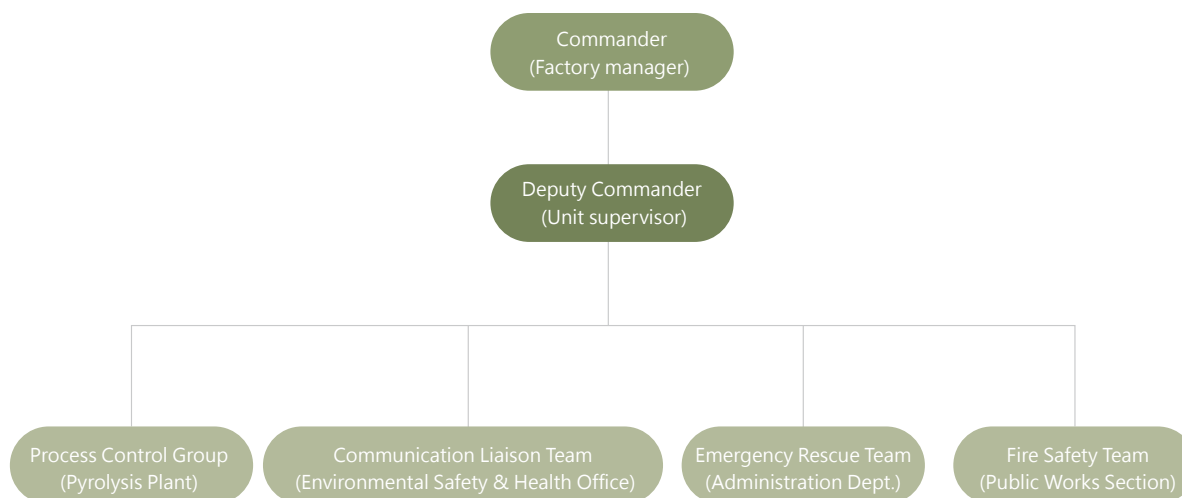 Commander
(Factory manager)
Deputy Commander
(Unit supervisor)
Process Control Group
(Pyrolysis Plant)
Communication Liaison Team
(Environmental Safety & Health Office)
Emergency Rescue Team
(Administration Dept.)
Fire Safety Team
(Public Works Section)